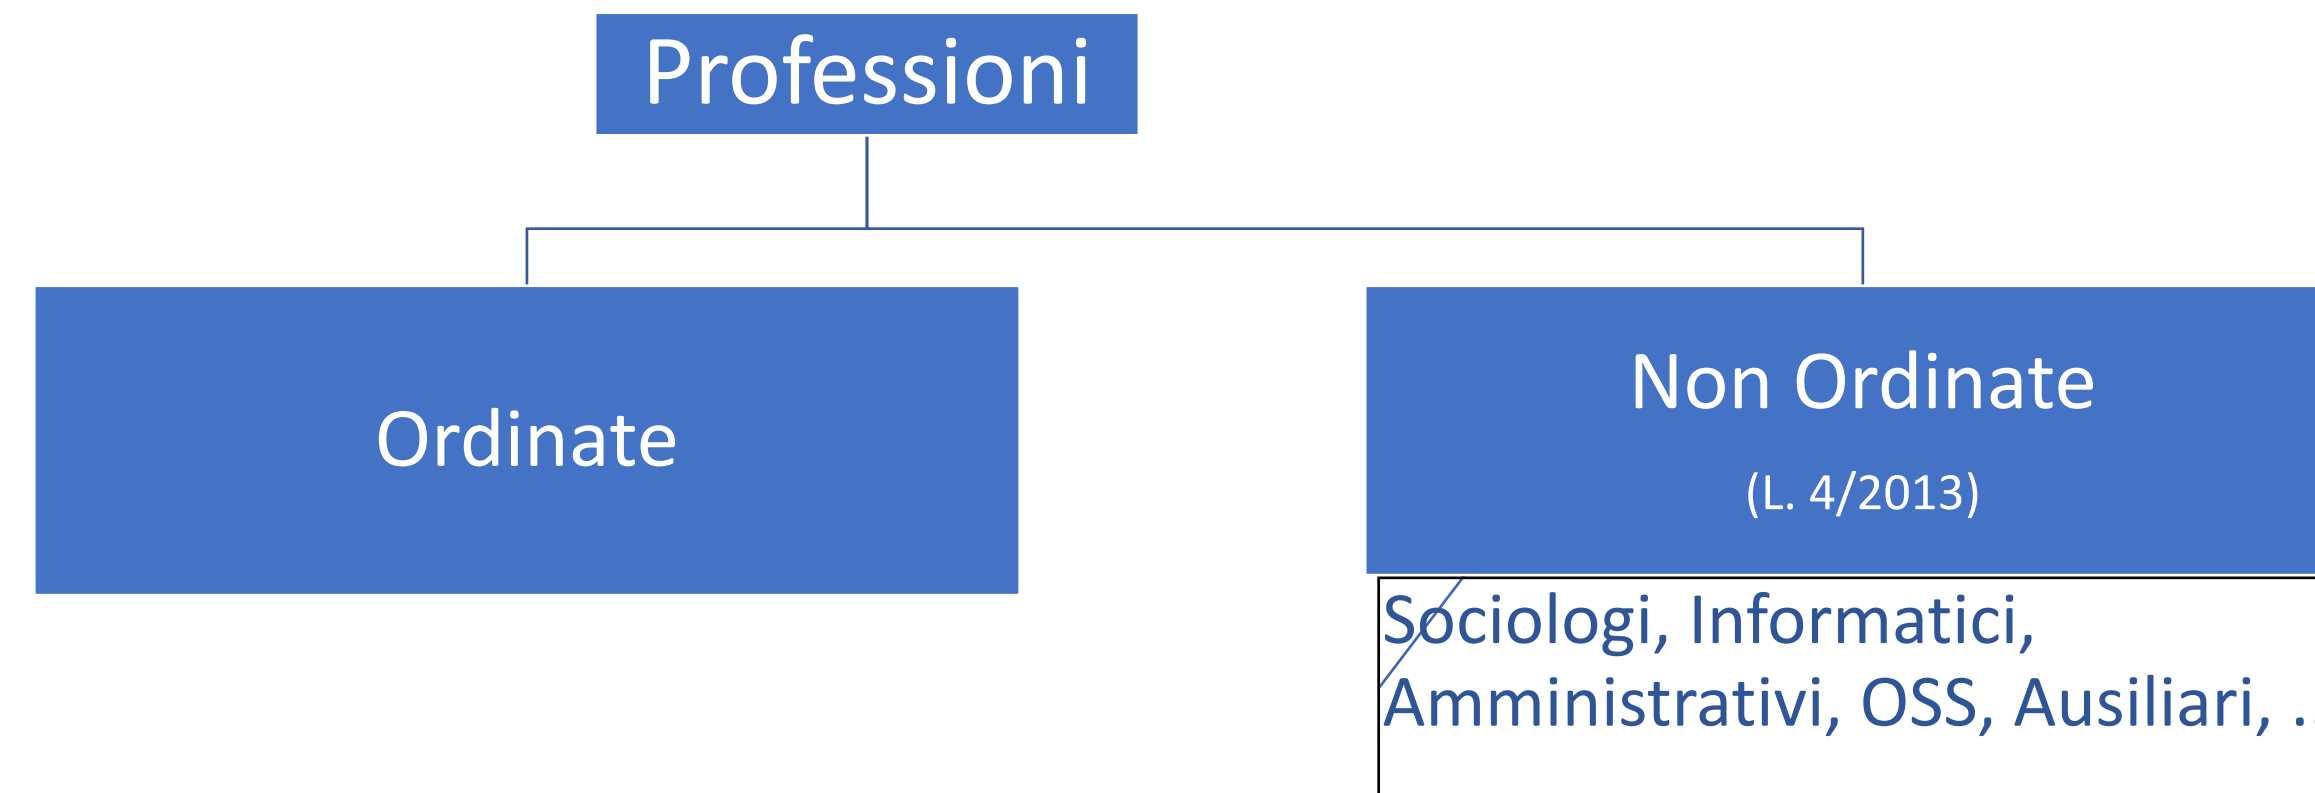 Professioni
Ordinate
Non Ordinate
(L. 4/2013)
Sociologi, Informatici,
Amministrativi, OSS, Ausiliari, ..